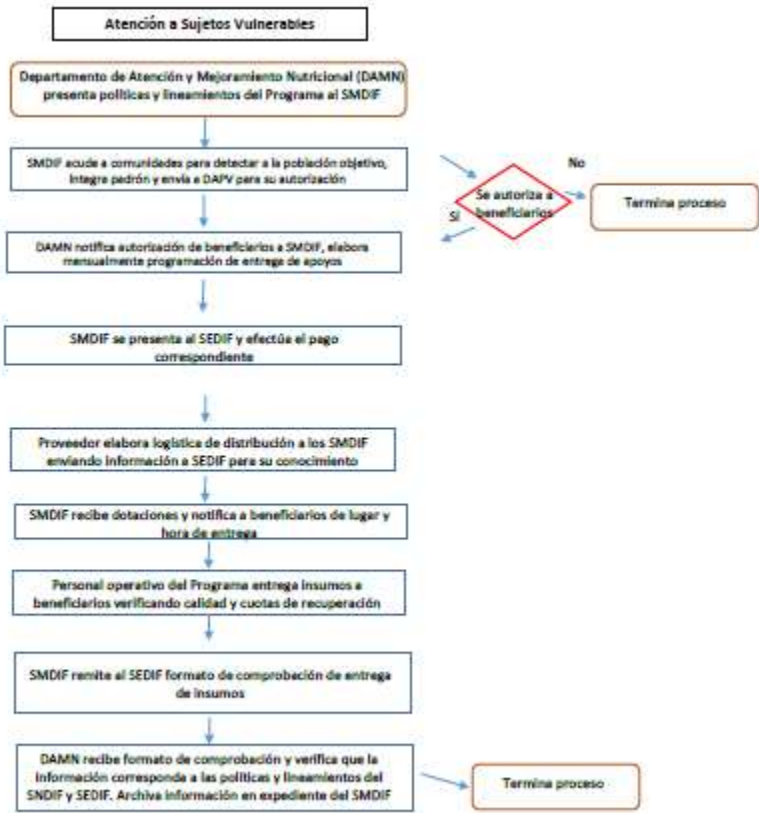 Atención a Sujetos Vulnerables
Departamento de Atención y Mejoramiento Nutricional (DAMN)
presenta políticas y lineamientos del Programa al SMDIF
SMDIF acude a comunidades para detectar a la población objetivo,
integra padrón y envía a DAPV para su autorización
No
Se autoriza a
beneficiarios
Sí
Termina proceso
DAMN notifica autorización de beneficiarios a SMDIF, elabora
mensualmente programación de entrega de apoyos
SMDIF se presenta al SEDIF y efectúa el pago
correspondiente
Proveedor elabora logística de distribución a los SMDIF
enviando información a SEDIF para su conocimiento
SMDIF recibe dotaciones y notifica a beneficiarios de lugar y
hora de entrega
Personal operativo del Programa entrega insumos a
beneficiarios verificando calidad y cuotas de recuperación
SMDIF remite al SEDIF formato de comprobación de entrega
de insumos
DAMN recibe formato de comprobación y verifica que la
información corresponda a las políticas y lineamientos del
SNDIF y SEDIF. Archiva información en expediente del SMDIF
Termina proceso